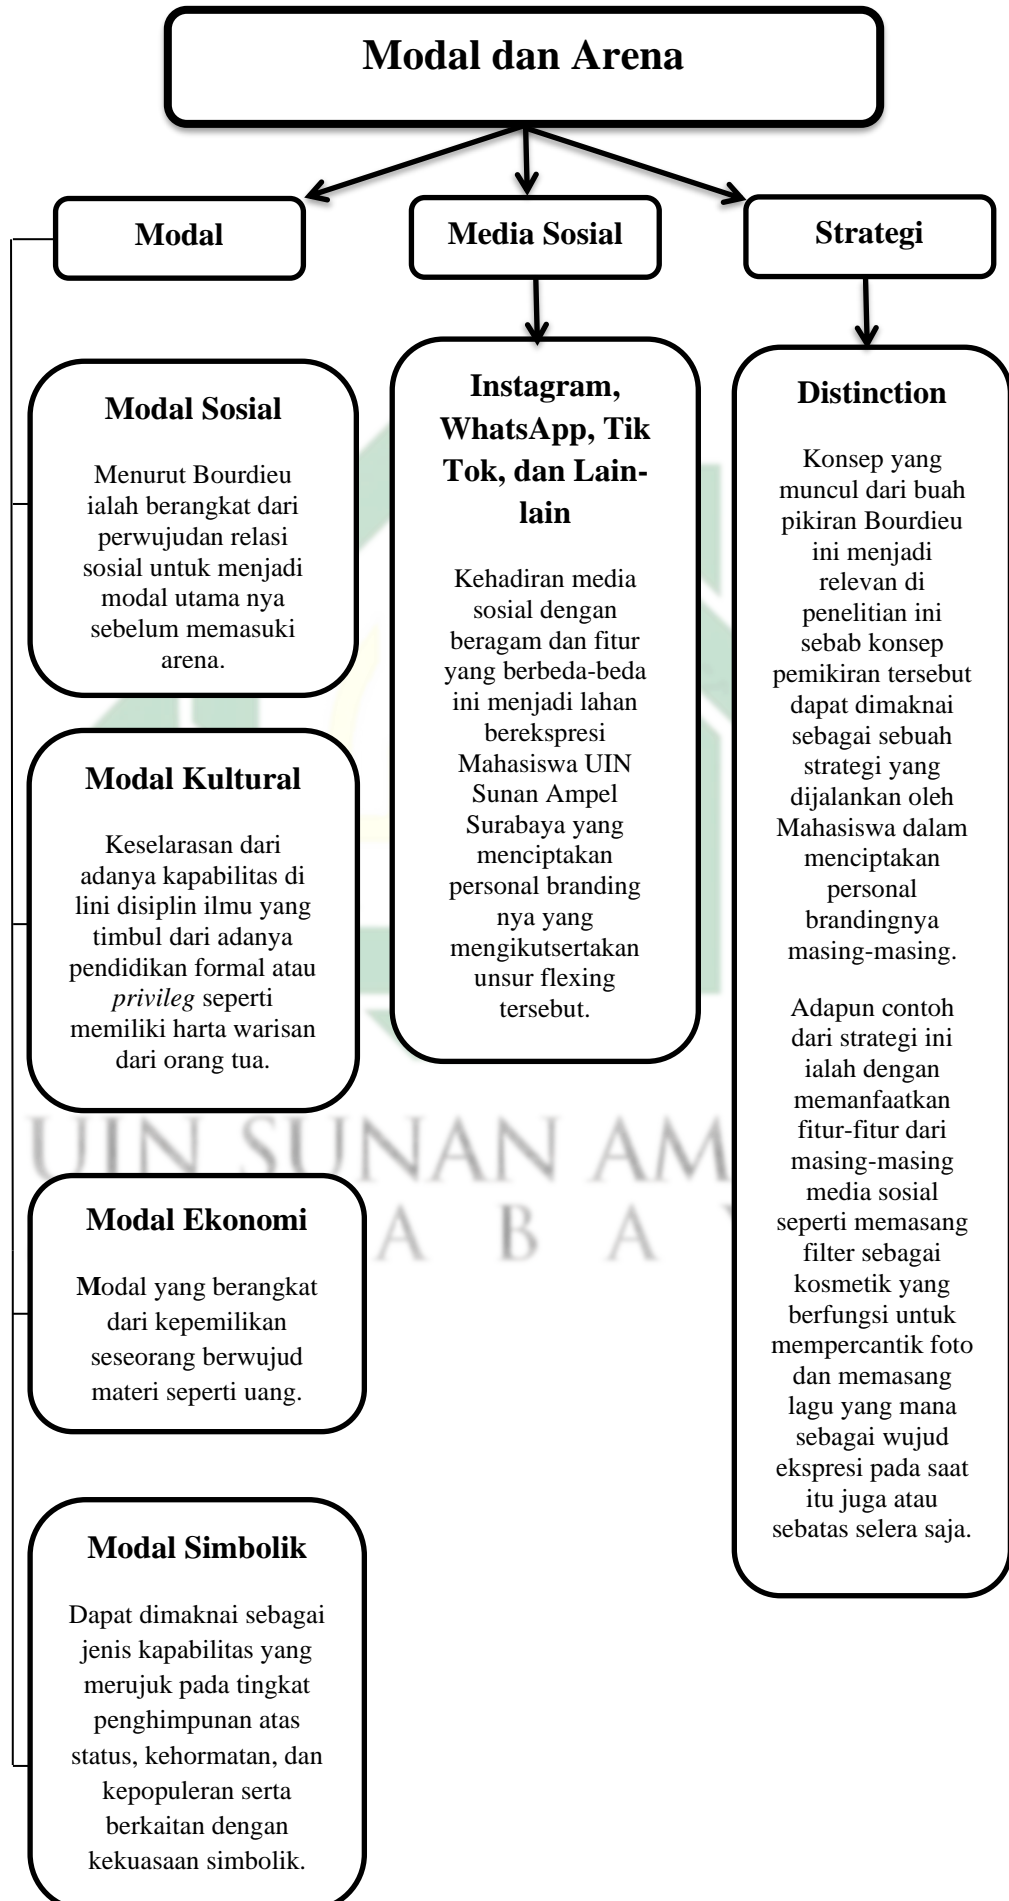 Modal dan Arena
Modal
Media Sosial
Strategi
Modal Sosial
Menurut Bourdieu
ialah berangkat dari
perwujudan relasi
sosial untuk menjadi
modal utama nya
sebelum memasuki
arena.
Modal Kultural
Keselarasan dari
adanya kapabilitas di
lini disiplin ilmu yang
timbul dari adanya
pendidikan formal atau
privileg seperti
memiliki harta warisan
dari orang tua.
Modal Ekonomi
Modal yang berangkat
dari kepemilikan
seseorang berwujud
materi seperti uang.
Modal Simbolik
Dapat dimaknai sebagai
jenis kapabilitas yang
merujuk pada tingkat
penghimpunan atas
status, kehormatan, dan
kepopuleran serta
berkaitan dengan
kekuasaan simbolik.
Instagram,
WhatsApp, Tik
Tok, dan Lain-
lain
Kehadiran media
sosial dengan
beragam dan fitur
yang berbeda-beda
ini menjadi lahan
berekspresi
Mahasiswa UIN
Sunan Ampel
Surabaya yang
menciptakan
personal branding
nya yang
mengikutsertakan
unsur flexing
tersebut.
Distinction
Konsep yang
muncul dari buah
pikiran Bourdieu
ini menjadi
relevan di
penelitian ini
sebab konsep
pemikiran tersebut
dapat dimaknai
sebagai sebuah
strategi yang
dijalankan oleh
Mahasiswa dalam
menciptakan
personal
brandingnya
masing-masing.
Adapun contoh
dari strategi ini
ialah dengan
memanfaatkan
fitur-fitur dari
masing-masing
media sosial
seperti memasang
filter sebagai
kosmetik yang
berfungsi untuk
mempercantik foto
dan memasang
lagu yang mana
sebagai wujud
ekspresi pada saat
itu juga atau
sebatas selera saja.
UIN SUNAN AM
A B A